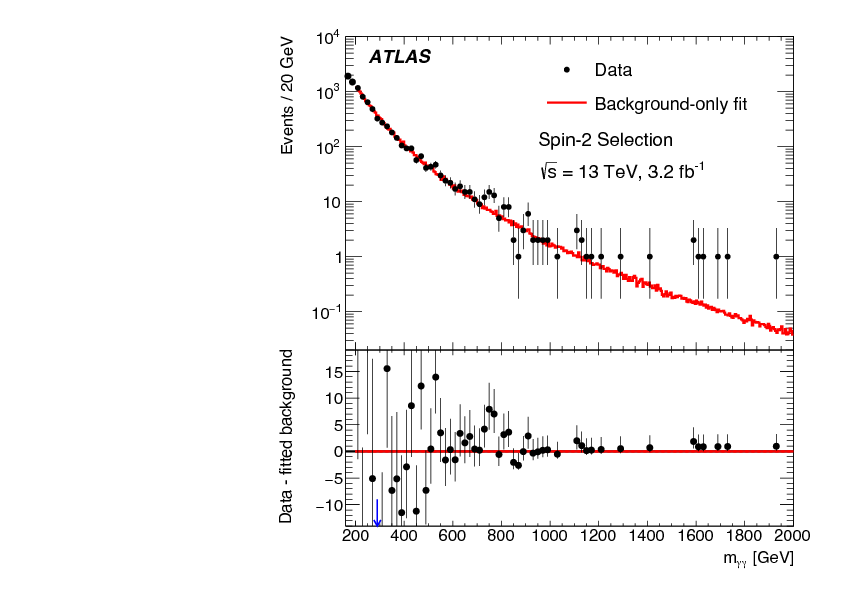 ATLAS
Data
Background-only fit
Spin-2 Selection
√s = 13 TeV, 3.2 fb⁻¹
Events / 20 GeV
10⁴
10³
10²
10
1
10⁻¹
Data - fitted background
15
10
5
0
−5
−10
200 400 600 800 1000 1200 1400 1600 1800 2000
m_γγ [GeV]